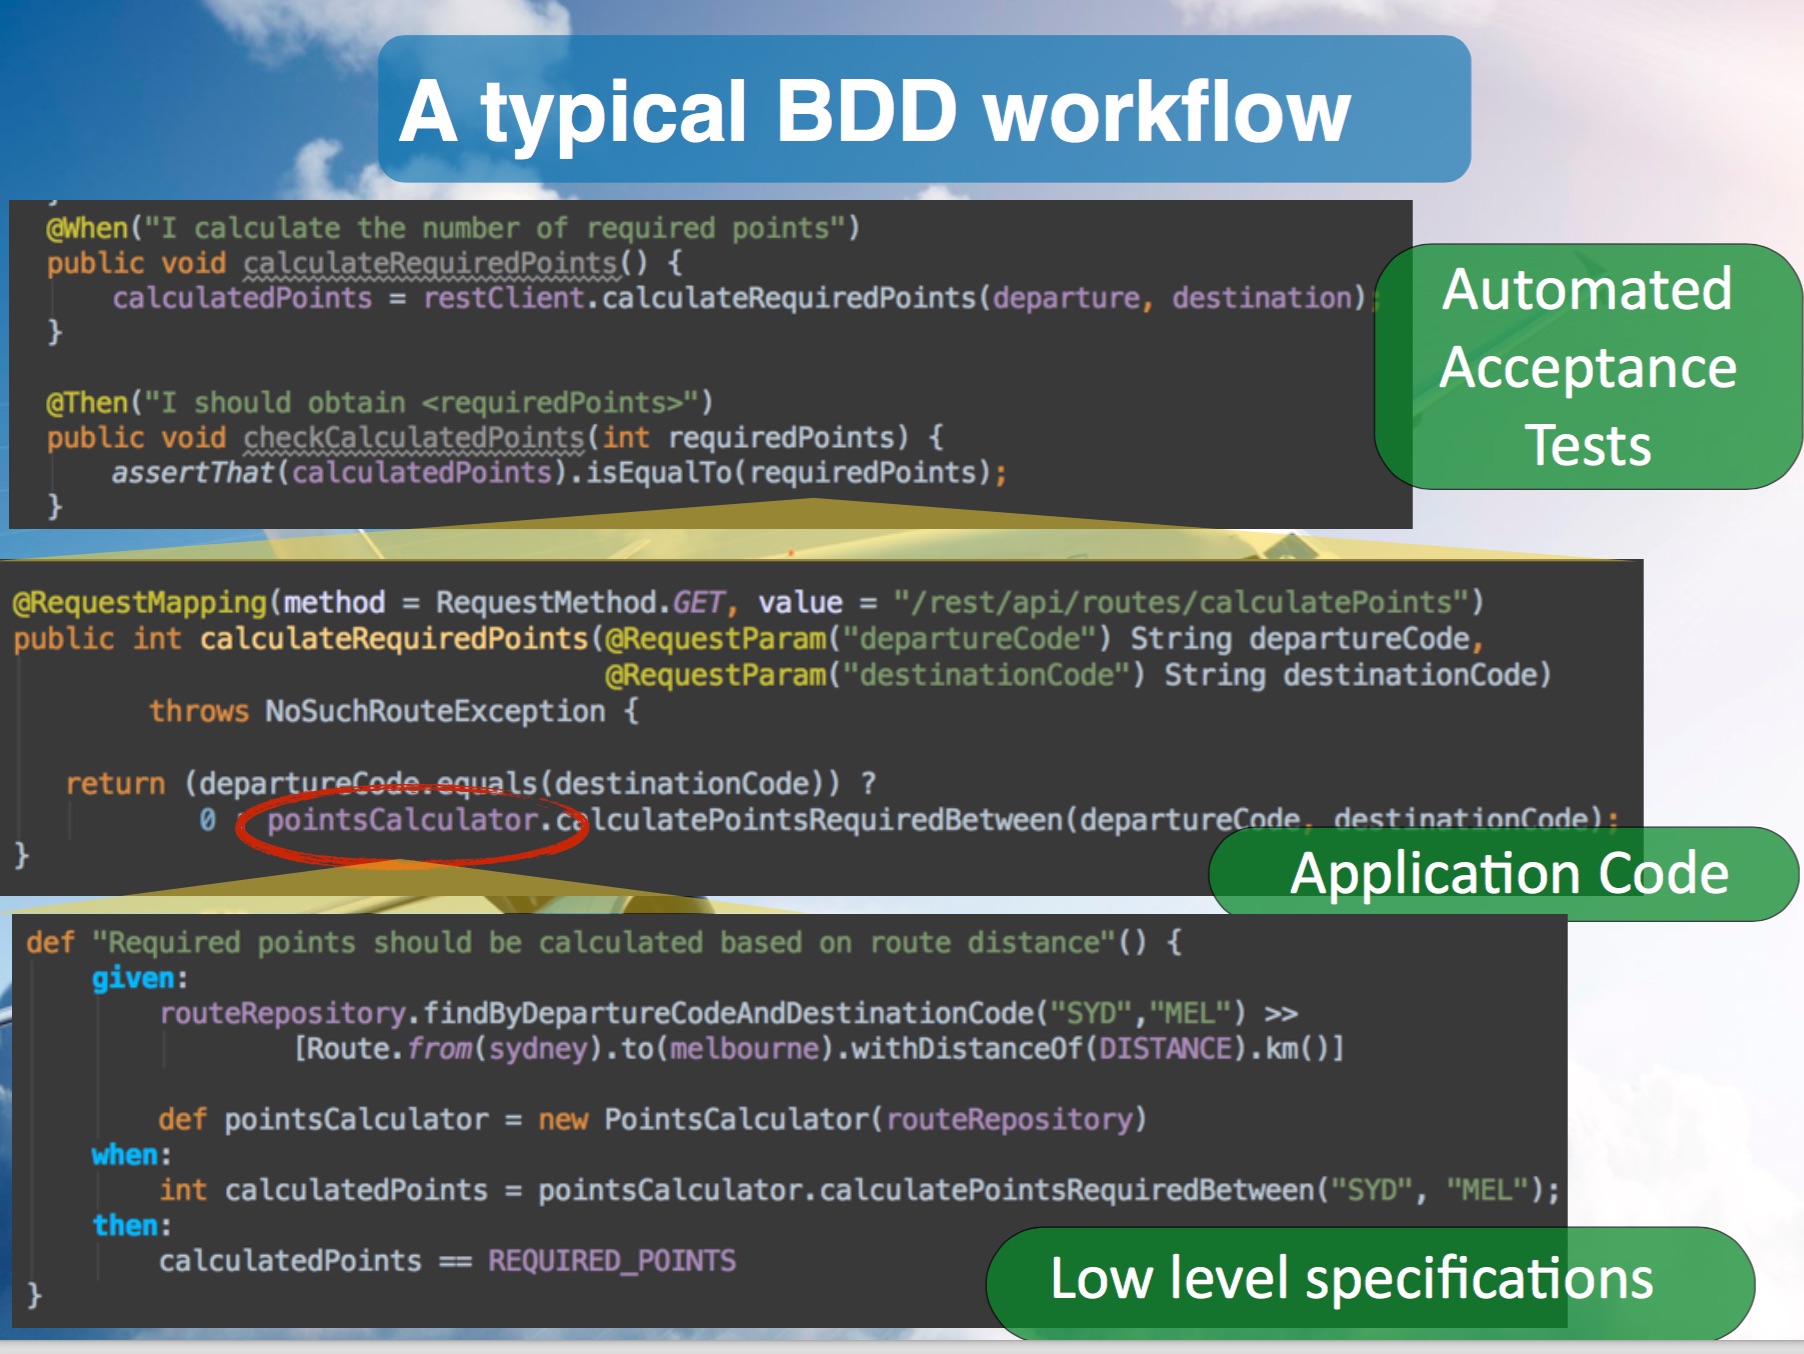 A typical BDD workflow
}
@When("I calculate the number of required points")
public void calculateRequiredPoints() {
calculatedPoints = restClient.calculateRequiredPoints(departure, destination);
}
@Then("I should obtain <requiredPoints>")
public void checkCalculatedPoints(int requiredPoints) {
assertThat(calculatedPoints).isEqualTo(requiredPoints);
}
Automated
Acceptance
Tests
@RequestMapping(method = RequestMethod.GET, value = "/rest/api/routes/calculatePoints")
public int calculateRequiredPoints(@RequestParam("departureCode") String departureCode,
@RequestParam("destinationCode") String destinationCode)
throws NoSuchRouteException {
return (departureCode.equals(destinationCode)) ?
0 : pointsCalculator.calculatePointsRequiredBetween(departureCode, destinationCode);
}
Application Code
def "Required points should be calculated based on route distance"() {
given:
routeRepository.findByDepartureCodeAndDestinationCode("SYD","MEL") >>
[Route.from(sydney).to(melbourne).withDistanceOf(DISTANCE).km()]
def pointsCalculator = new PointsCalculator(routeRepository)
when:
int calculatedPoints = pointsCalculator.calculatePointsRequiredBetween("SYD", "MEL");
then:
calculatedPoints == REQUIRED_POINTS
}
Low level specifications